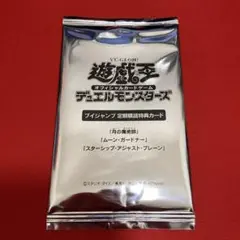 YU-GI-OH!
遊戯王
オフィシャルカードゲーム
デュエルモンスターズ
ブイジャンプ 定期購読特典カード
「月の魔術師」
「ムーン・ガードナー」
「スターシップ・アジャスト・プレーン」